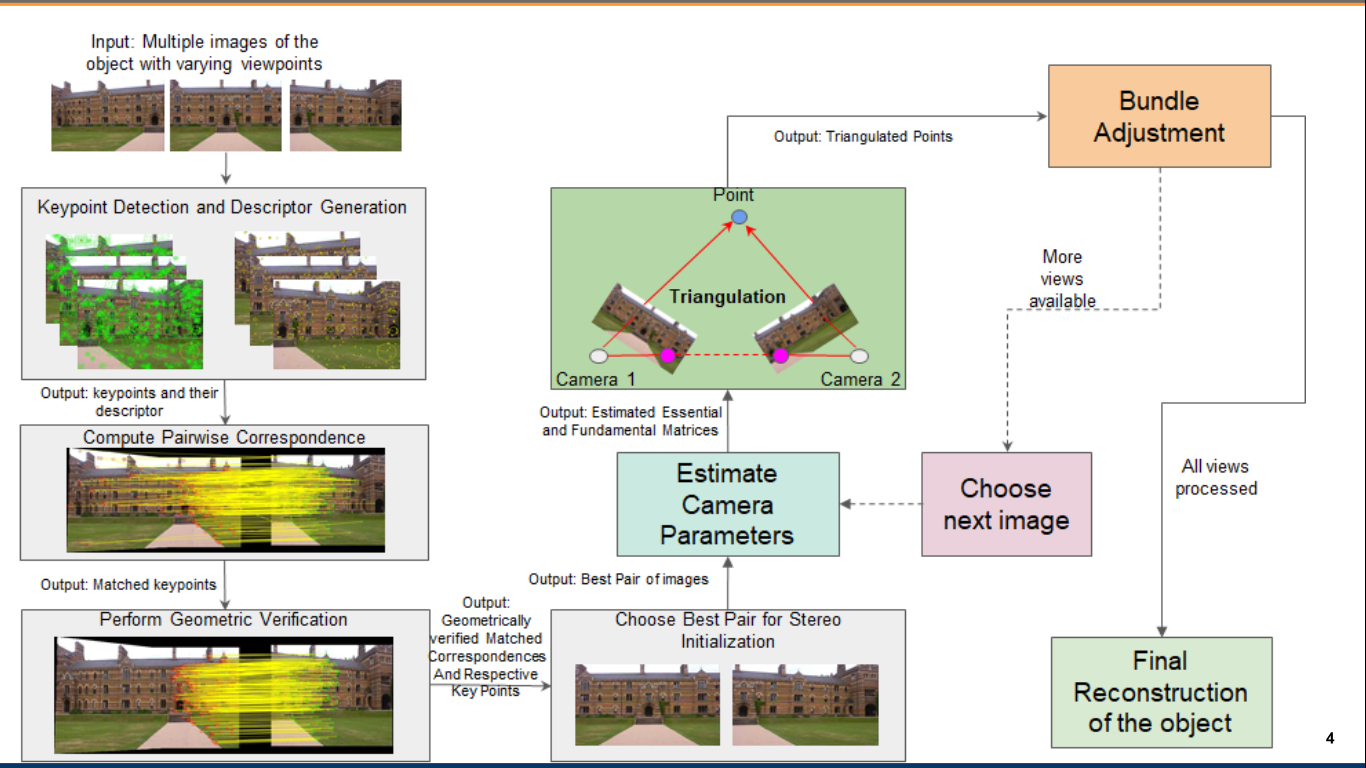 Input: Multiple images of the
object with varying viewpoints
Keypoint Detection and Descriptor Generation
Output: keypoints and their
descriptor
Compute Pairwise Correspondence
Output: Matched keypoints
Perform Geometric Verification
Output:
Geometrically
verified Matched
Correspondences
And Respective
Key Points
Choose Best Pair for Stereo
Initialization
Output: Best Pair of images
Estimate
Camera
Parameters
Output: Estimated Essential
and Fundamental Matrices
Point
Triangulation
Camera 1
Camera 2
Output: Triangulated Points
Bundle
Adjustment
More
views
available
Choose
next image
All views
processed
Final
Reconstruction
of the object
4